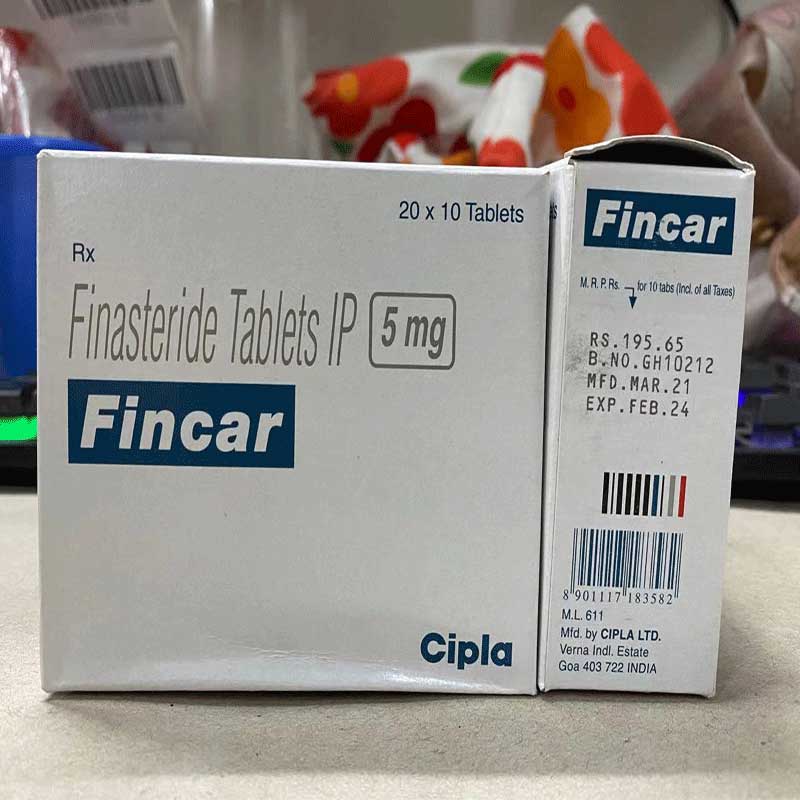 20 x 10 Tablets
Rx
Finasteride Tablets IP 5 mg
Fincar
Cipla
Fincar
M. R. P. Rs. for 10 tabs (Incl. of all Taxes)
RS.195.65
B.NO.GH10212
MFD.MAR.21
EXP.FEB.24
8 901117 183582
M.L. 611
Mfd. by CIPLA LTD.
Verna Indl. Estate
Goa 403 722 INDIA